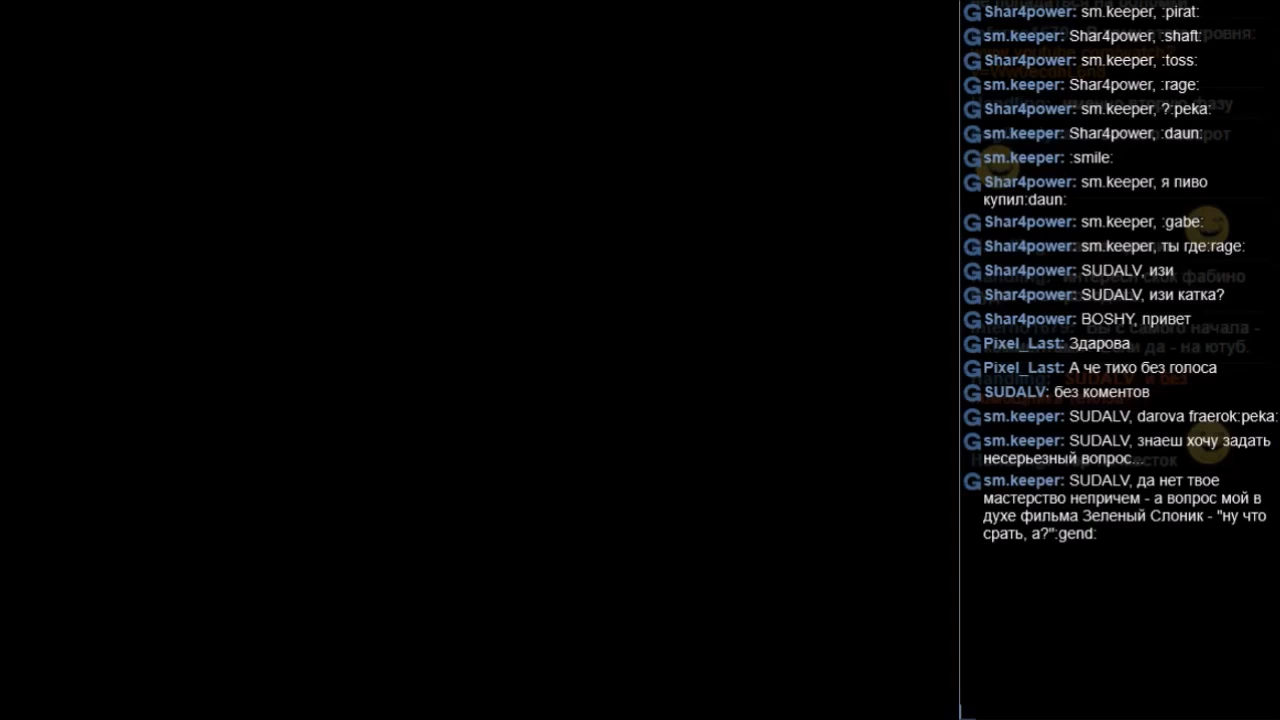 Shar4power: sm.keeper, :pirat:
sm.keeper: Shar4power, :shaft:
Shar4power: sm.keeper, :toss:
sm.keeper: Shar4power, :rage:
Shar4power: sm.keeper, ?:peka:
sm.keeper: Shar4power, :daun:
sm.keeper: :smile:
Shar4power: sm.keeper, я пиво
купил:daun:
Shar4power: sm.keeper, :gabe:
Shar4power: sm.keeper, ты где:rage:
Shar4power: SUDALV, изи
Shar4power: SUDALV, изи катка?
Shar4power: BOSHY, привет
Pixel_Last: Здарова
Pixel_Last: А че тихо без голоса
SUDALV: без коментов
sm.keeper: SUDALV, darova fraerok:peka:
sm.keeper: SUDALV, знаеш хочу задать
несерьезный вопрос...
sm.keeper: SUDALV, да нет твое
мастерство непричем - а вопрос мой в
духе фильма Зеленый Слоник - "ну что
срать, а?":gend: